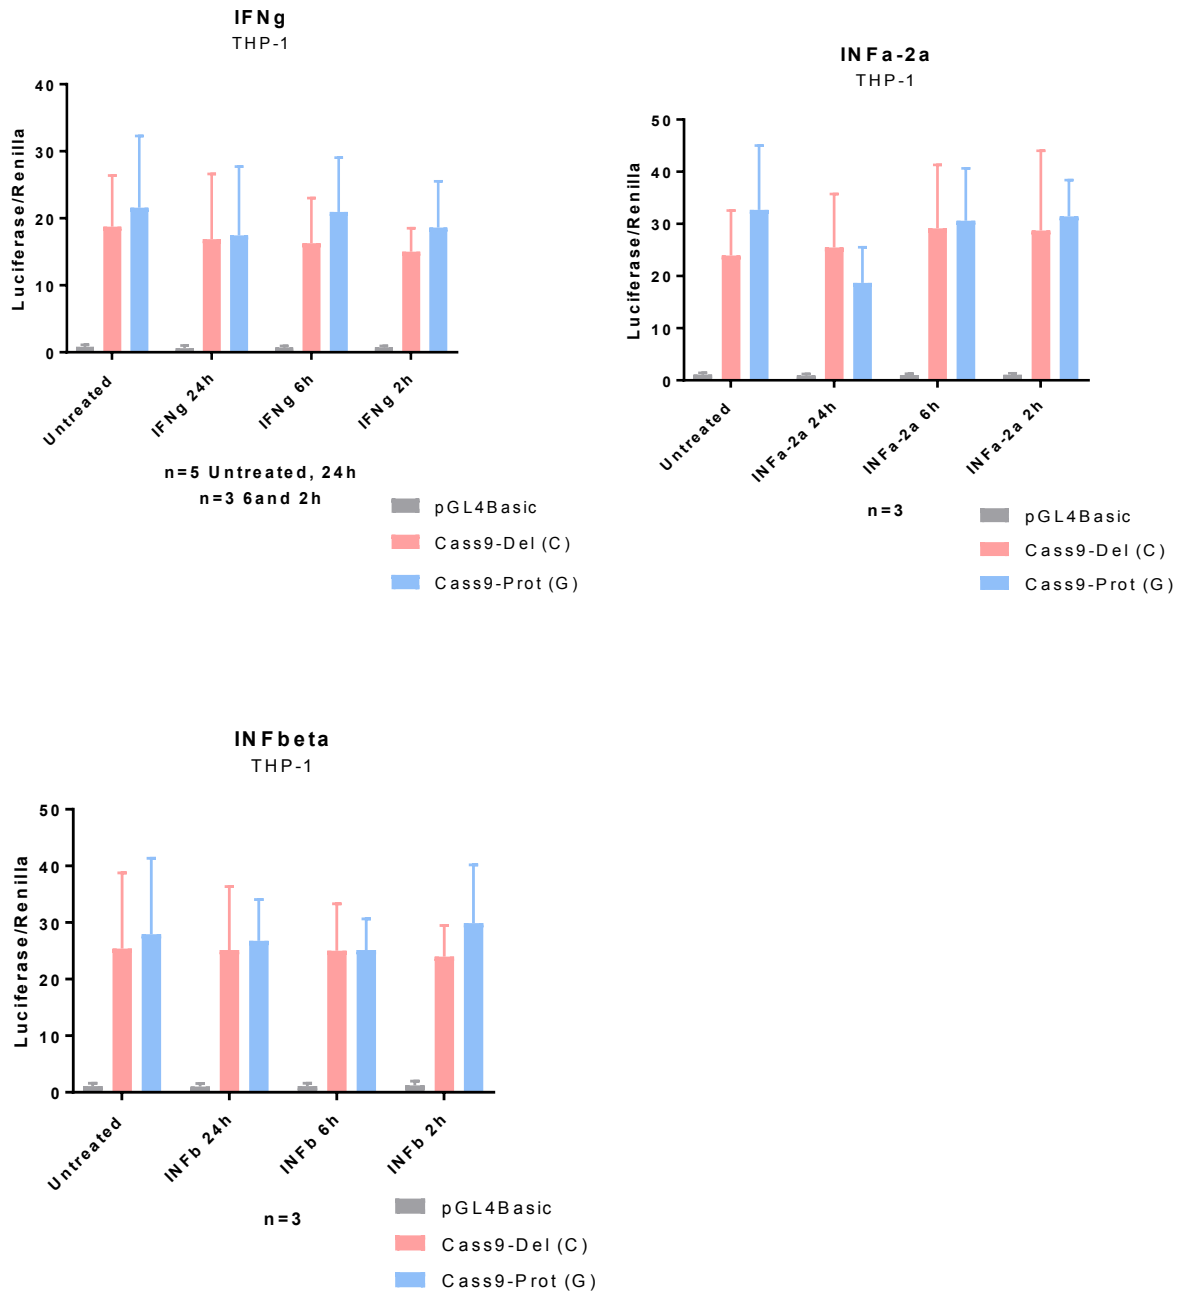 IFNg
THP-1
Luciferase/Renilla
40
30
20
10
0
Untreated
IFNg 24h
IFNg 6h
IFNg 2h
n=5 Untreated, 24h
n=3 6and 2h
pGL4Basic
Cass9-Del (C)
Cass9-Prot (G)
INFa-2a
THP-1
Luciferase/Renilla
50
40
30
20
10
0
Untreated
INFa-2a 24h
INFa-2a 6h
INFa-2a 2h
n=3
pGL4Basic
Cass9-Del (C)
Cass9-Prot (G)
INFbeta
THP-1
Luciferase/Renilla
50
40
30
20
10
0
Untreated
INFb 24h
INFb 6h
INFb 2h
n=3
pGL4Basic
Cass9-Del (C)
Cass9-Prot (G)